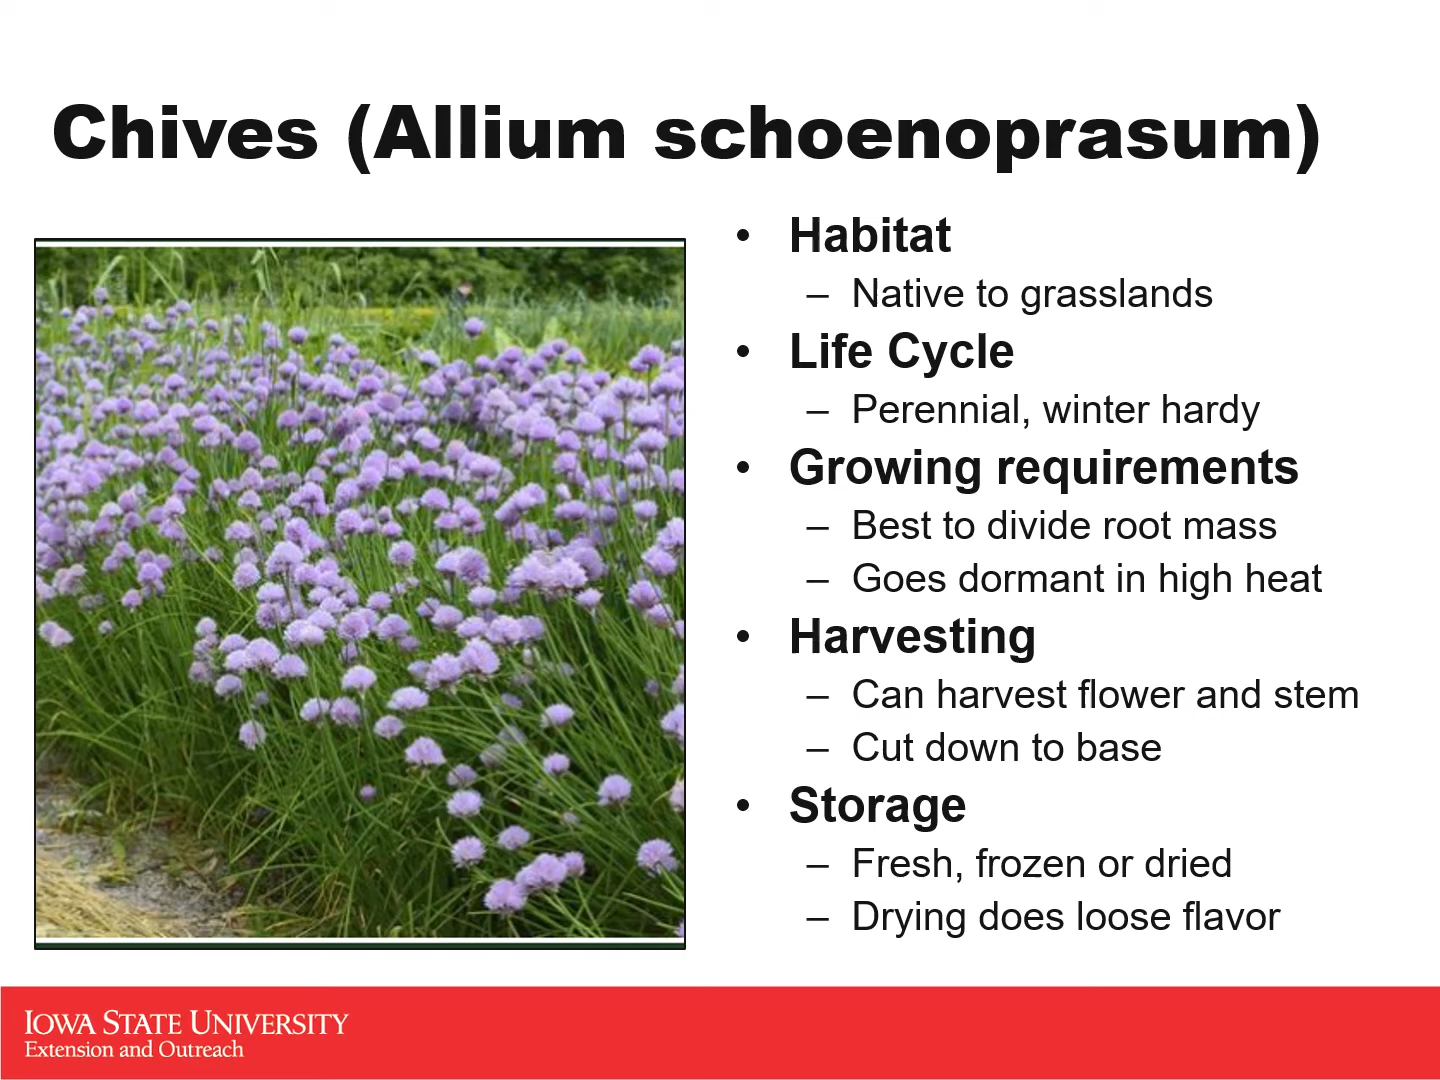 Chives (Allium schoenoprasum)
• Habitat
– Native to grasslands
• Life Cycle
– Perennial, winter hardy
• Growing requirements
– Best to divide root mass
– Goes dormant in high heat
• Harvesting
– Can harvest flower and stem
– Cut down to base
• Storage
– Fresh, frozen or dried
– Drying does loose flavor
IOWA STATE UNIVERSITY
Extension and Outreach